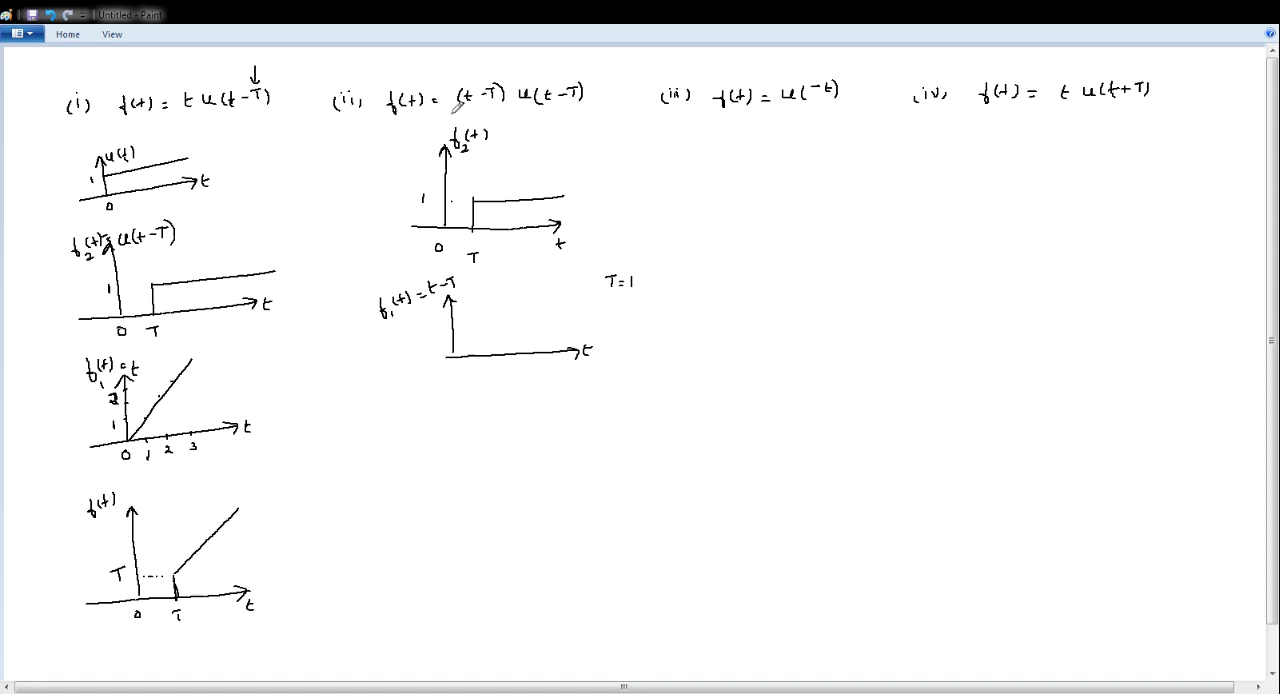 Untitled - Paint
Home View
(i) f(t) = t u(t-T)
(ii) f(t) = (t-T) u(t-T)
(iii) f(t) = u(-t)
(iv) f(t) = t u(t+T)
u(t)
1
t
0
f₂(t) = u(t-T)
1
t
0 T
f₁(t) = t
2
1
t
0 1 2 3
f(t)
T
t
0 T
f₂(t)
1
0
T
t
f₁(t) = t-T
T=1
t